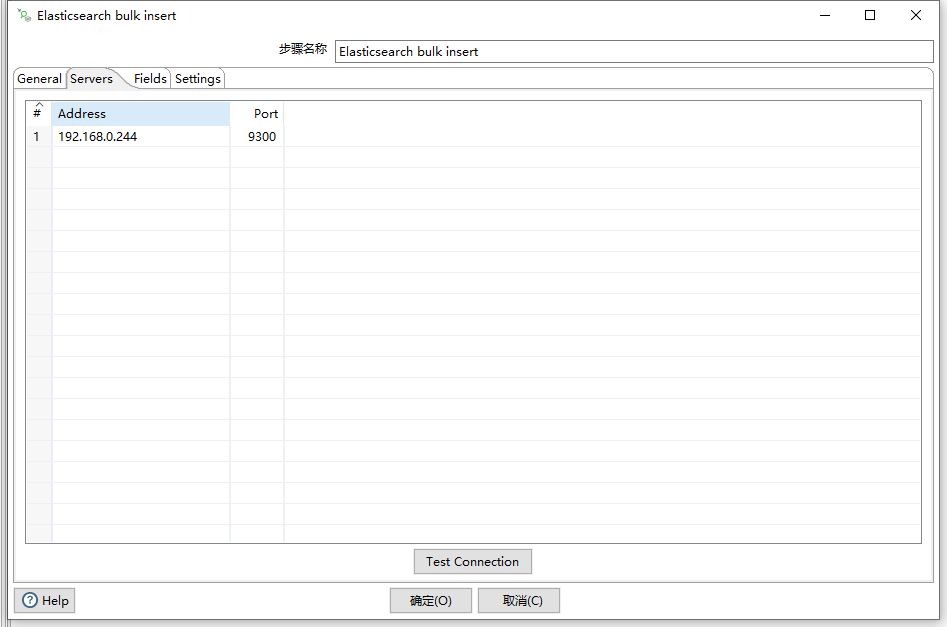 Elasticsearch bulk insert
步骤名称 Elasticsearch bulk insert
General Servers Fields Settings
# Address Port
1 192.168.0.244 9300
Test Connection
Help 确定(O) 取消(C)